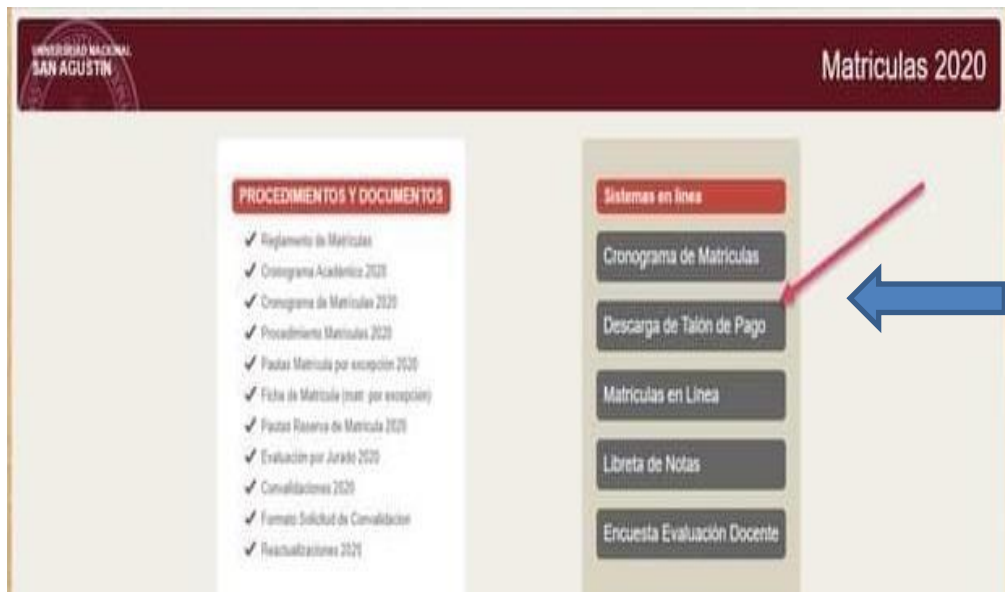 UNIVERSIDAD NACIONAL
SAN AGUSTIN
Matriculas 2020
PROCEDIMIENTOS Y DOCUMENTOS
Reglamento de Matriculas
Cronograma Académico 2020
Cronograma de Matriculas 2020
Procedimiento Matriculas 2020
Pautas Matricula por excepción 2020
Ficha de Matricula (matr. por excepción)
Pautas Reserva de Matricula 2020
Evaluación por Jurado 2020
Convalidaciones 2020
Formato Solicitud de Convalidacion
Reactualizaciones 2020
Sistemas en linea
Cronograma de Matriculas
Descarga de Talón de Pago
Matriculas en Linea
Libreta de Notas
Encuesta Evaluación Docente